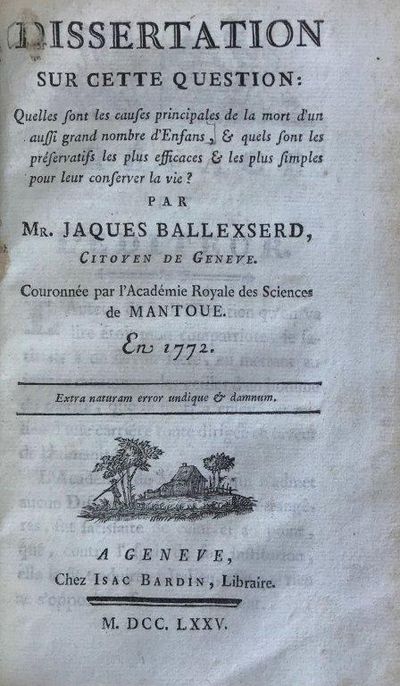 DISSERTATION
SUR CETTE QUESTION:
Quelles ſont les cauſes principales de la mort d'un
auſſi grand nombre d'Enfans, & quels ſont les
préſervatifs les plus efficaces & les plus ſimples
pour leur conſerver la vie ?
PAR
MR. JAQUES BALLEXSERD,
CITOYEN DE GENEVE.
Couronnée par l'Académie Royale des Sciences
de MANTOUE.
En 1772.
Extra naturam error undique & damnum.
A GENEVE,
Chez ISAC BARDIN, Libraire.
M. DCC. LXXV.